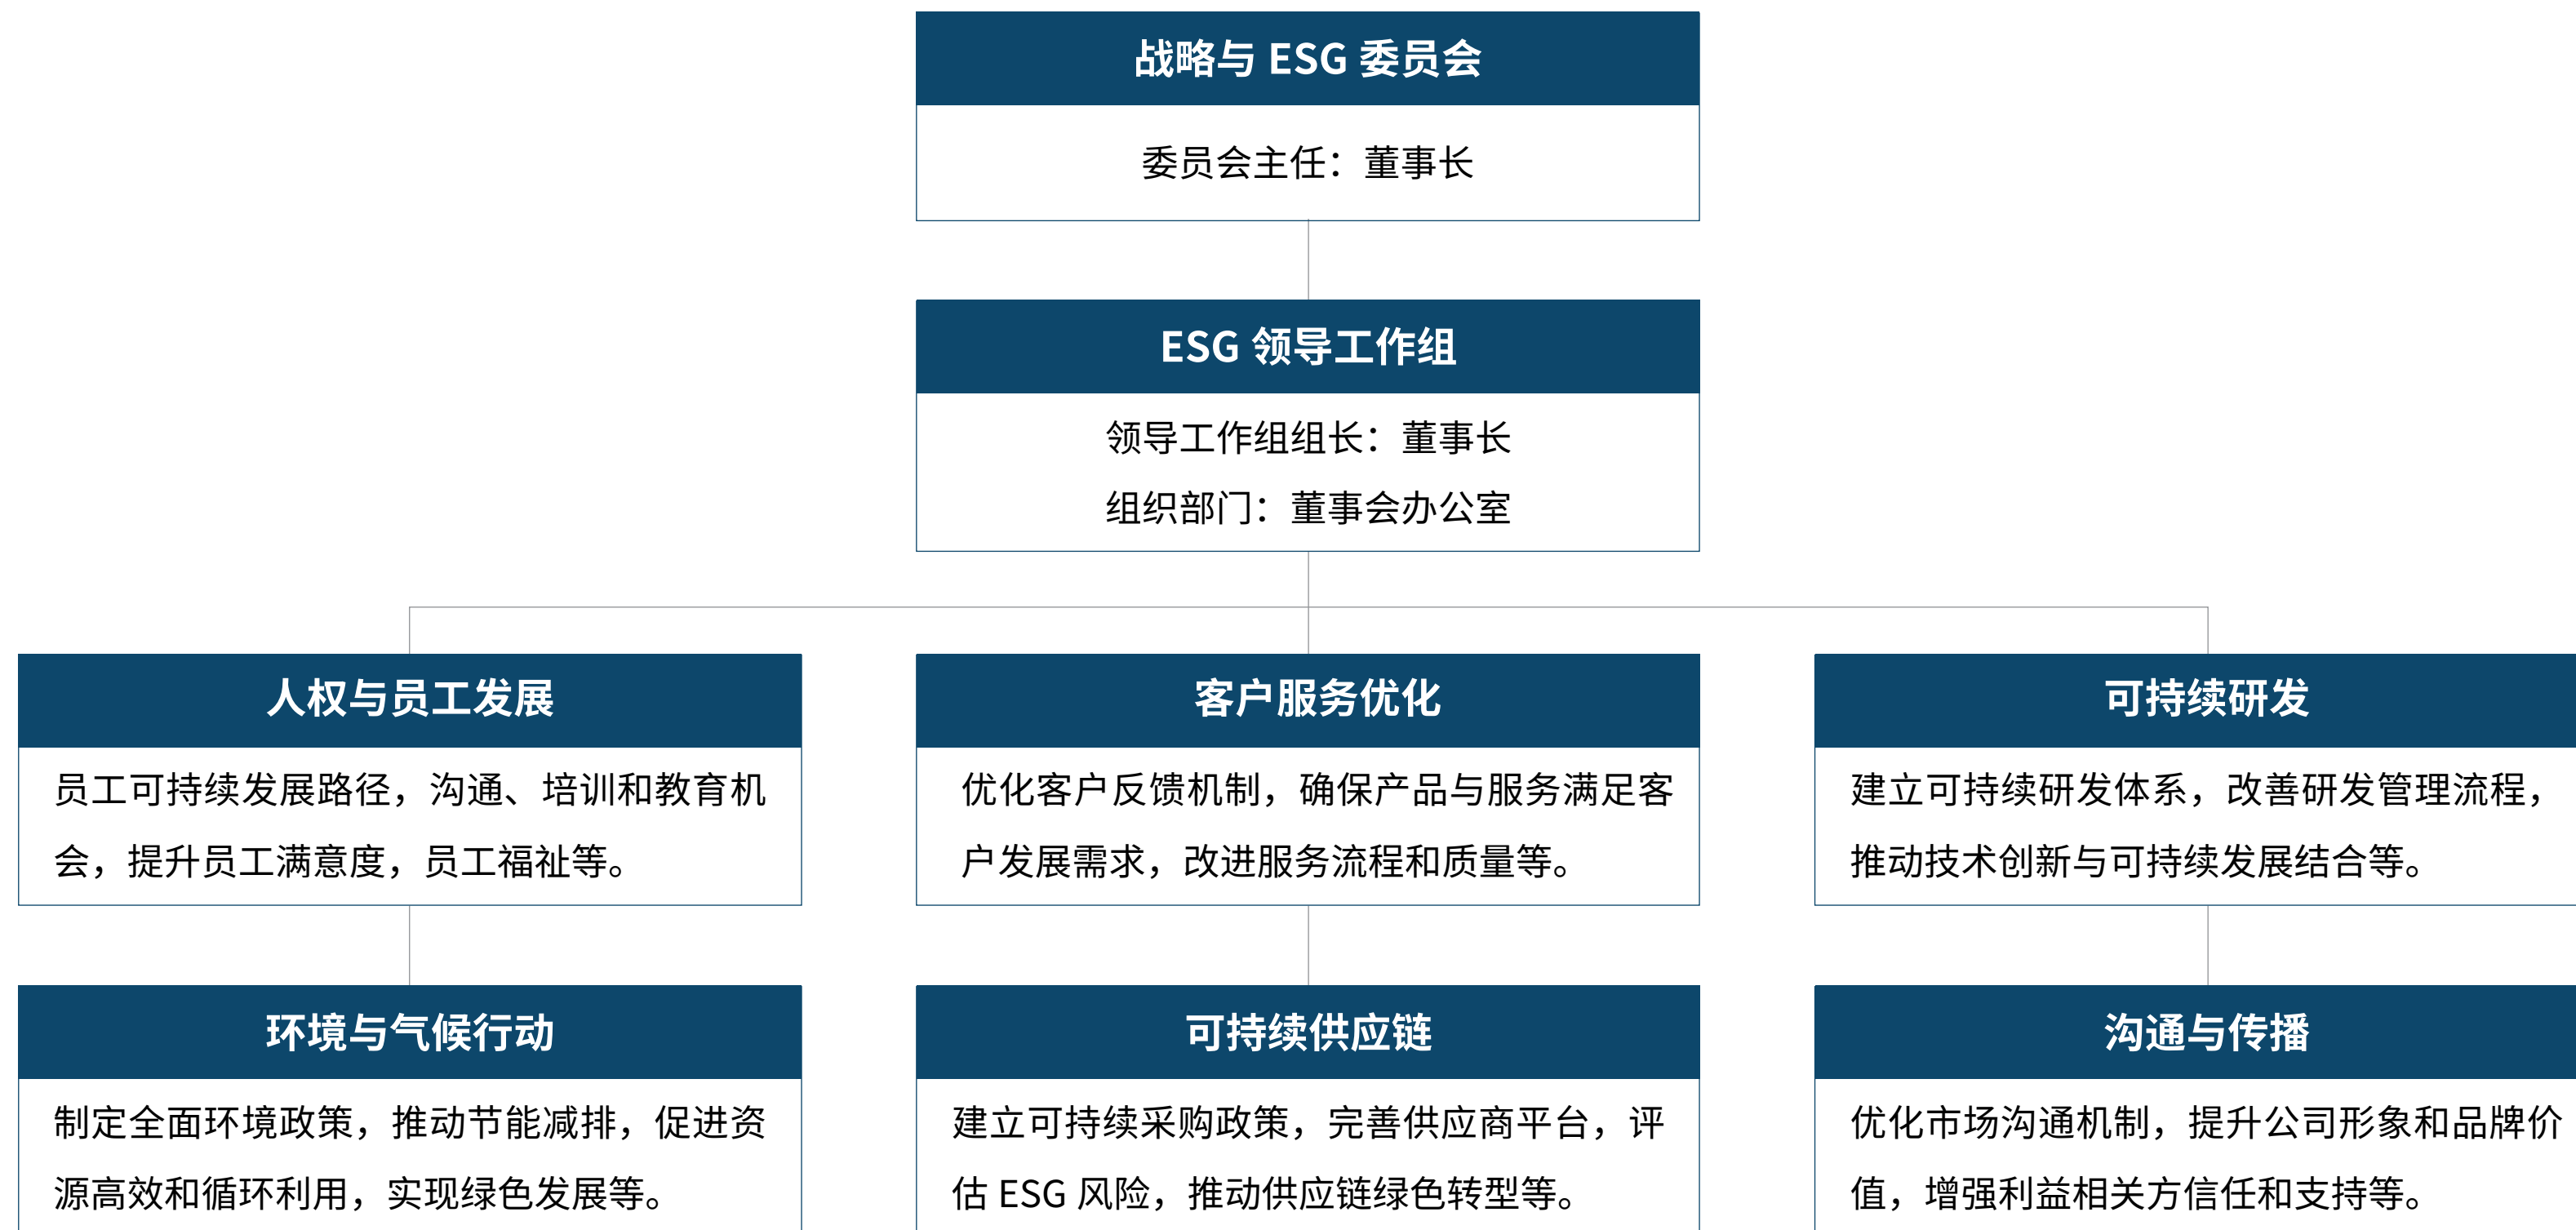 战略与 ESG 委员会
委员会主任：董事长
ESG 领导工作组
领导工作组组长：董事长
组织部门：董事会办公室
人权与员工发展
员工可持续发展路径，沟通、培训和教育机
会，提升员工满意度，员工福祉等。
客户服务优化
优化客户反馈机制，确保产品与服务满足客
户发展需求，改进服务流程和质量等。
可持续研发
建立可持续研发体系，改善研发管理流程，
推动技术创新与可持续发展结合等。
环境与气候行动
制定全面环境政策，推动节能减排，促进资
源高效和循环利用，实现绿色发展等。
可持续供应链
建立可持续采购政策，完善供应商平台，评
估 ESG 风险，推动供应链绿色转型等。
沟通与传播
优化市场沟通机制，提升公司形象和品牌价
值，增强利益相关方信任和支持等。